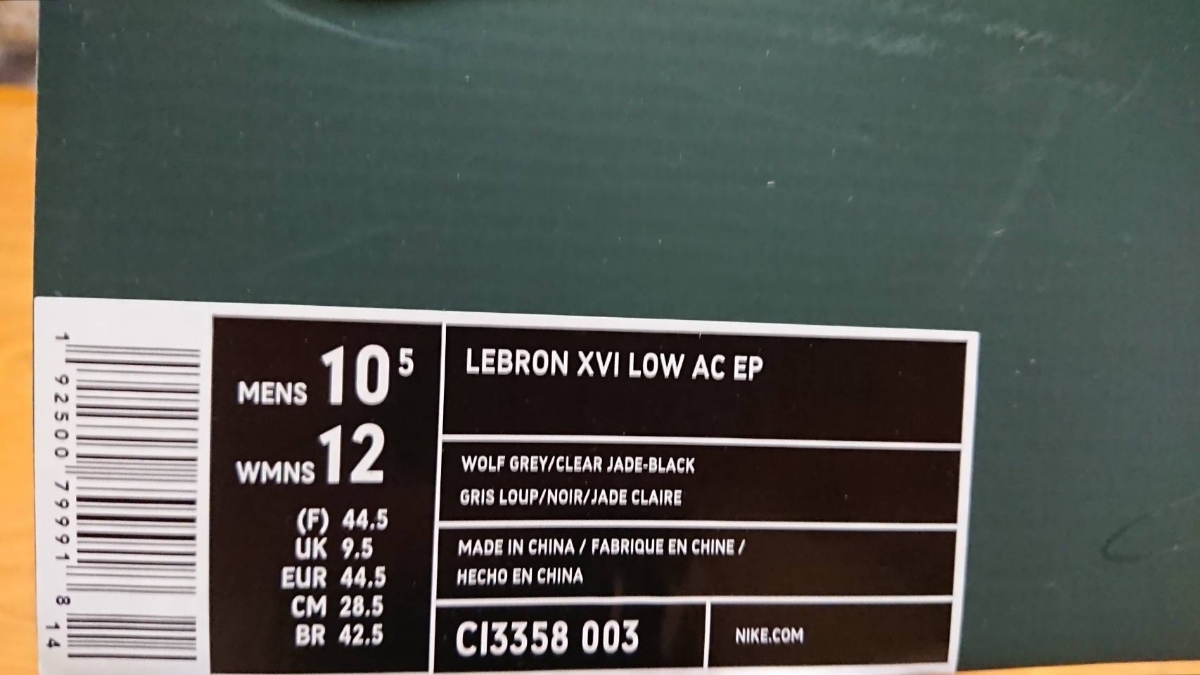 1 92500 79991 8 14
MENS 10 5
WMNS 12
(F) 44.5
UK 9.5
EUR 44.5
CM 28.5
BR 42.5
LEBRON XVI LOW AC EP
WOLF GREY/CLEAR JADE-BLACK
GRIS LOUP/NOIR/JADE CLAIRE
MADE IN CHINA / FABRIQUE EN CHINE /
HECHO EN CHINA
CI3358 003
NIKE.COM